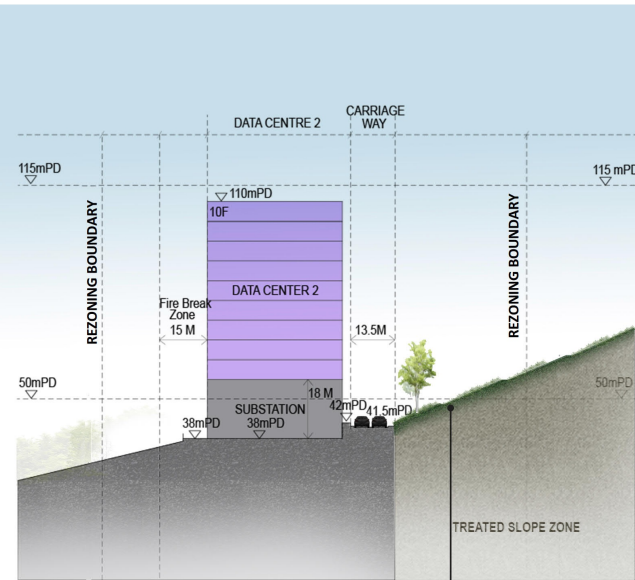 DATA CENTRE 2
CARRIAGE
WAY
115mPD
115 mPD
110mPD
10F
REZONING BOUNDARY
REZONING BOUNDARY
DATA CENTER 2
Fire Break
Zone
15 M
13.5M
50mPD
50mPD
18 M
SUBSTATION
42mPD
41.5mPD
38mPD
38mPD
TREATED SLOPE ZONE